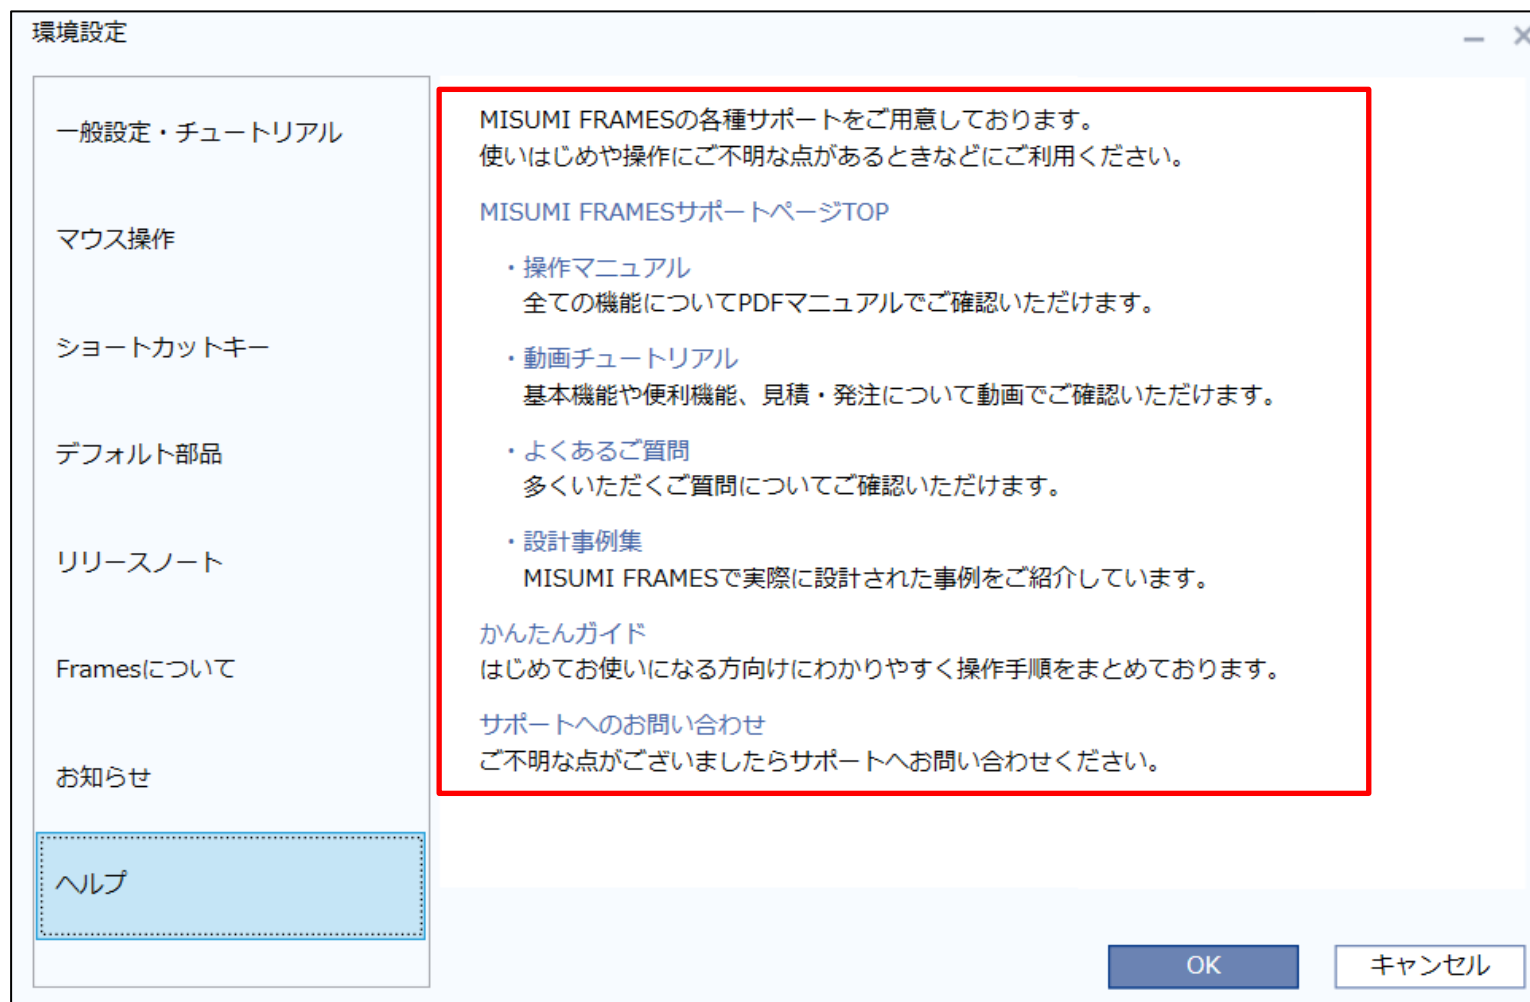 環境設定
一般設定・チュートリアル
マウス操作
ショートカットキー
デフォルト部品
リリースノート
Framesについて
お知らせ
ヘルプ
MISUMI FRAMESの各種サポートをご用意しております。
使いはじめや操作にご不明な点があるときなどにご利用ください。
MISUMI FRAMESサポートページTOP
・操作マニュアル
全ての機能についてPDFマニュアルでご確認いただけます。
・動画チュートリアル
基本機能や便利機能、見積・発注について動画でご確認いただけます。
・よくあるご質問
多くいただくご質問についてご確認いただけます。
・設計事例集
MISUMI FRAMESで実際に設計された事例をご紹介しています。
かんたんガイド
はじめてお使いになる方向けにわかりやすく操作手順をまとめております。
サポートへのお問い合わせ
ご不明な点がございましたらサポートへお問い合わせください。
OK
キャンセル